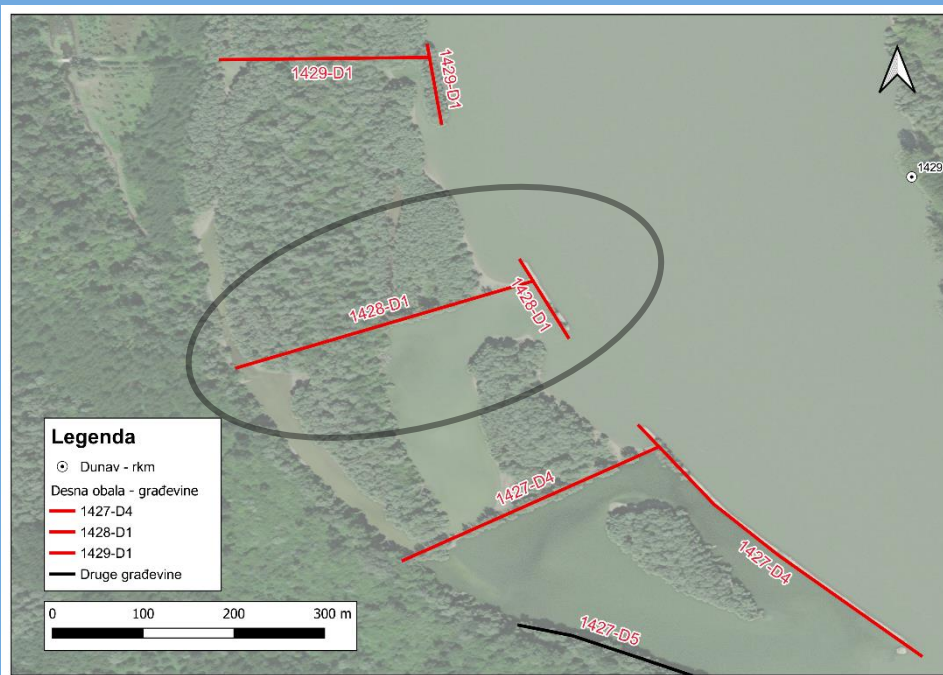 1429-D1
1429-D1
1429
1428-D1
1428-D1
1427-D4
1427-D4
1427-D5
Legenda
Dunav - rkm
Desna obala - građevine
1427-D4
1428-D1
1429-D1
Druge građevine
0 100 200 300 m